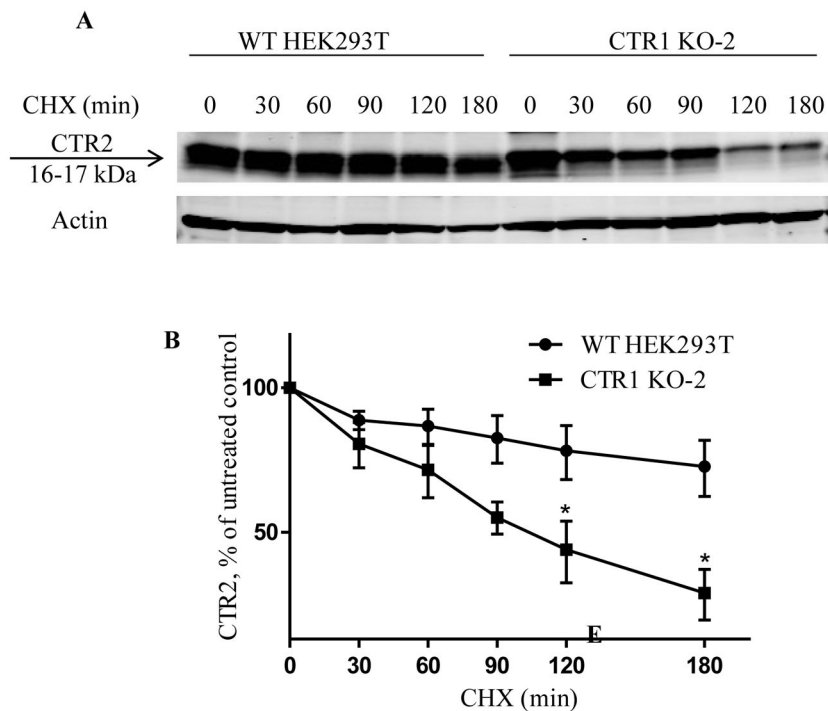 A
WT HEK293T CTR1 KO-2
CHX (min) 0 30 60 90 120 180 0 30 60 90 120 180
CTR2
16-17 kDa
Actin
B
WT HEK293T
CTR1 KO-2
CTR2, % of untreated control
100
50
*
*
E
0 30 60 90 120 180
CHX (min)